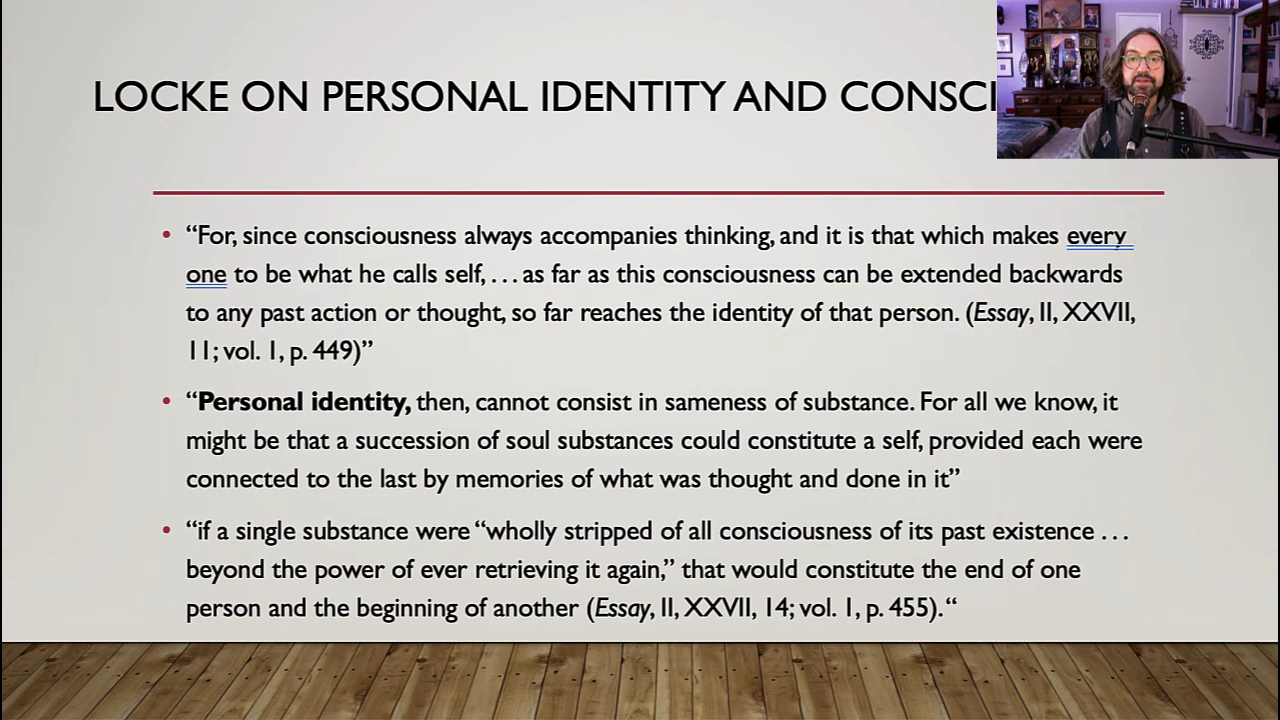 LOCKE ON PERSONAL IDENTITY AND CONSCI
• “For, since consciousness always accompanies thinking, and it is that which makes every
one to be what he calls self, . . . as far as this consciousness can be extended backwards
to any past action or thought, so far reaches the identity of that person. (Essay, II, XXVII,
11; vol. 1, p. 449)”
• “Personal identity, then, cannot consist in sameness of substance. For all we know, it
might be that a succession of soul substances could constitute a self, provided each were
connected to the last by memories of what was thought and done in it”
• “if a single substance were “wholly stripped of all consciousness of its past existence . . .
beyond the power of ever retrieving it again,” that would constitute the end of one
person and the beginning of another (Essay, II, XXVII, 14; vol. 1, p. 455).“